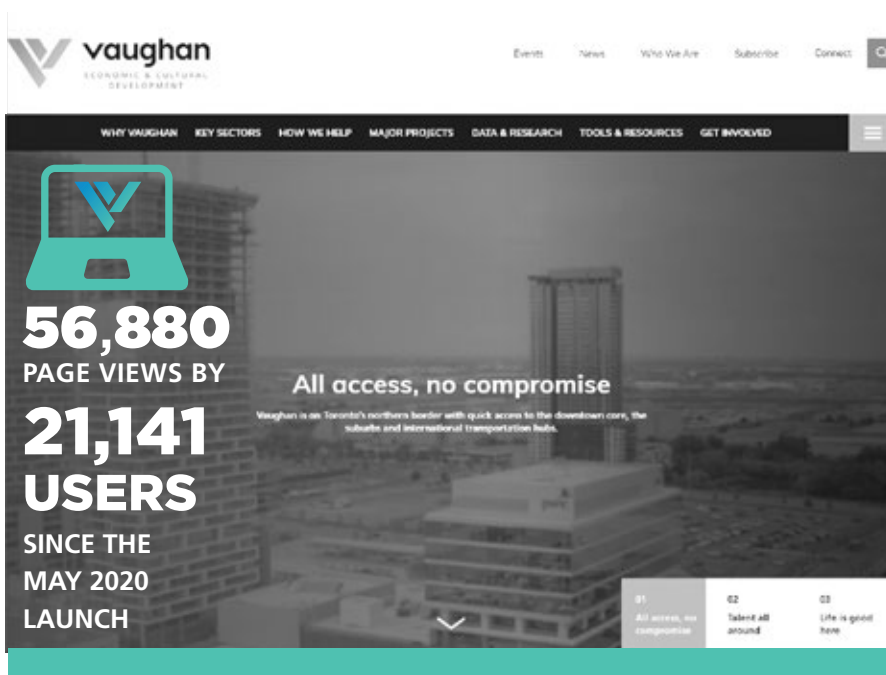 vaughan
ECONOMIC & CULTURAL
DEVELOPMENT
Events News Who We Are Subscribe Connect
WHY VAUGHAN KEY SECTORS HOW WE HELP MAJOR PROJECTS DATA & RESEARCH TOOLS & RESOURCES GET INVOLVED
56,880
PAGE VIEWS BY
21,141
USERS
SINCE THE
MAY 2020
LAUNCH
All access, no compromise
Vaughan is on Toronto's northern border with quick access to the downtown core, the
suburbs and international transportation hubs.
pwc
01
All access, no
compromise
02
Talent all
around
03
Life is good
here